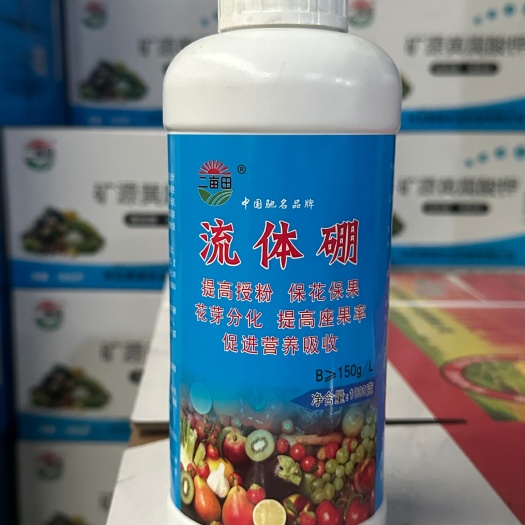 矿源黄腐酸钾
矿源黄腐酸钾
二亩田®
中国驰名品牌
流体硼
提高授粉 保花保果
花芽分化 提高座果率
促进营养吸收
B≥150g/L
净含量:1000克